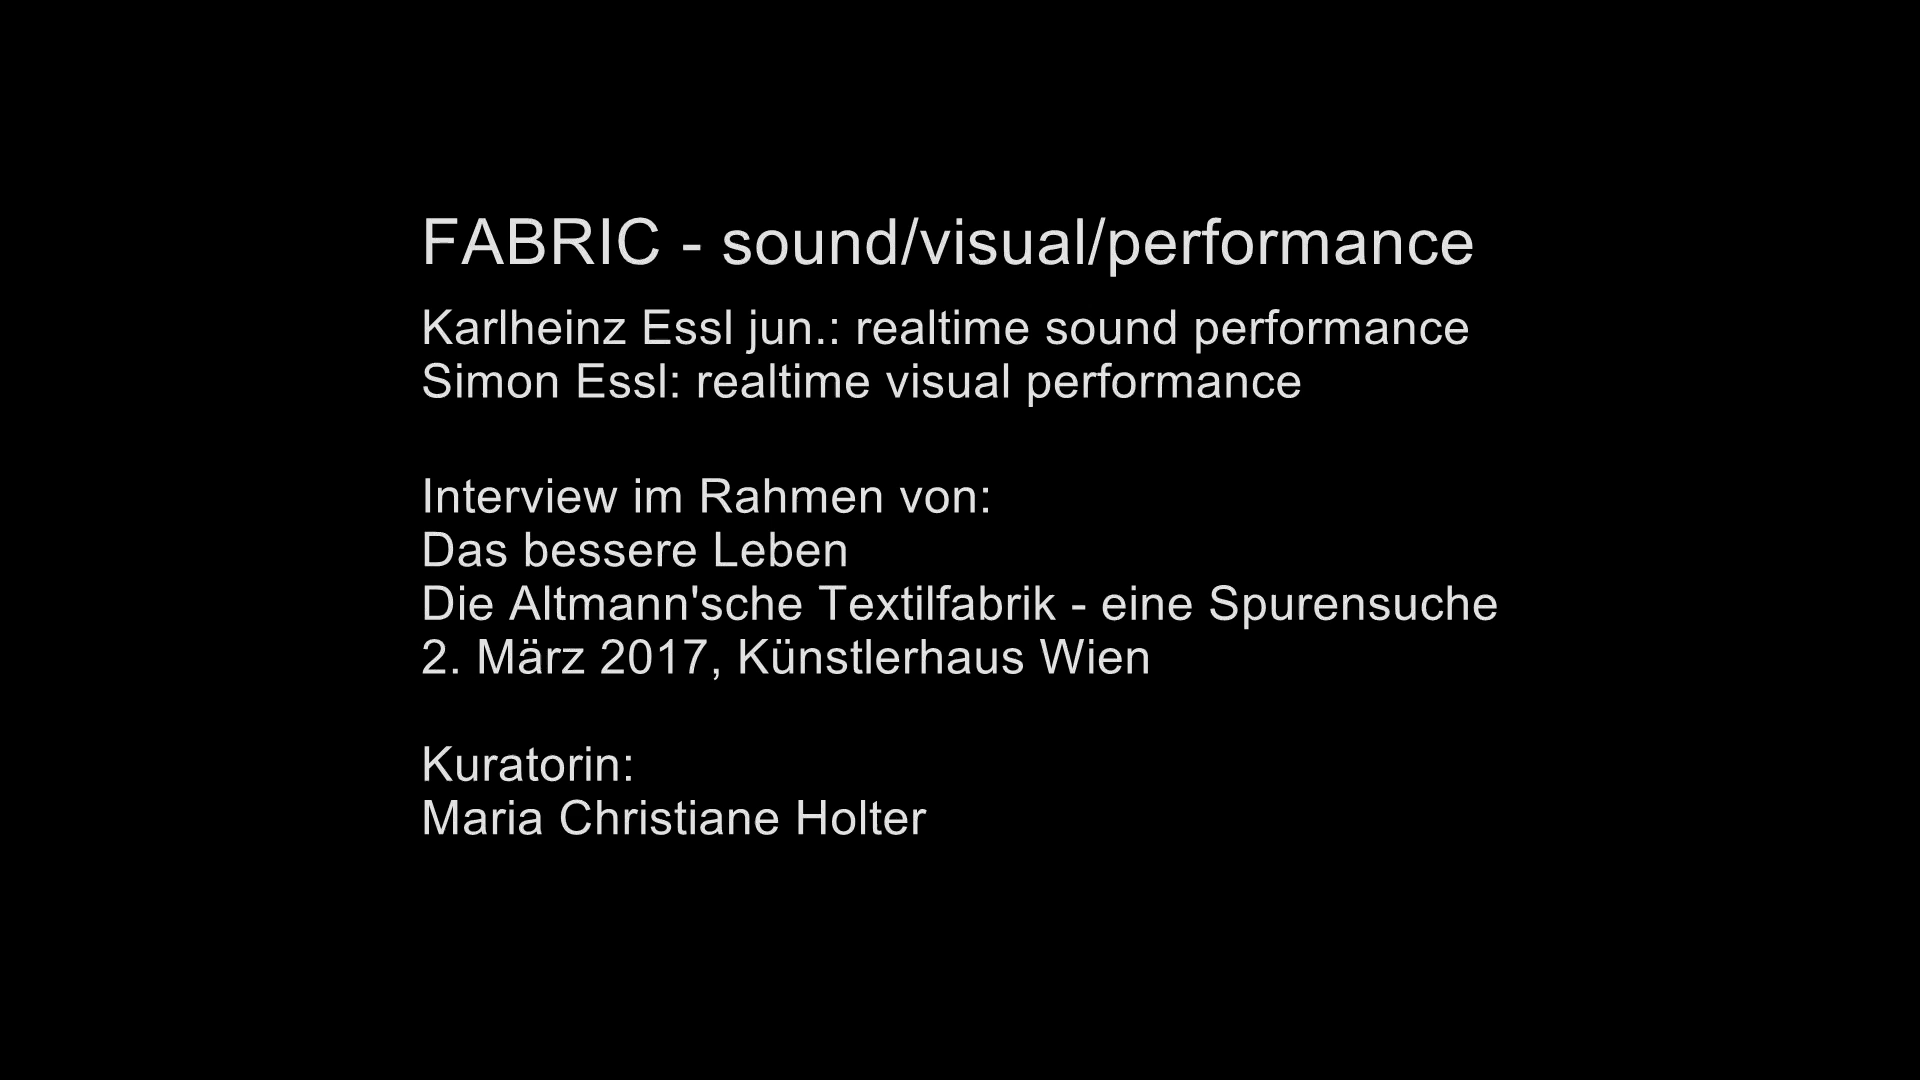 FABRIC - sound/visual/performance
Karlheinz Essl jun.: realtime sound performance
Simon Essl: realtime visual performance
Interview im Rahmen von:
Das bessere Leben
Die Altmann'sche Textilfabrik - eine Spurensuche
2. März 2017, Künstlerhaus Wien
Kuratorin:
Maria Christiane Holter